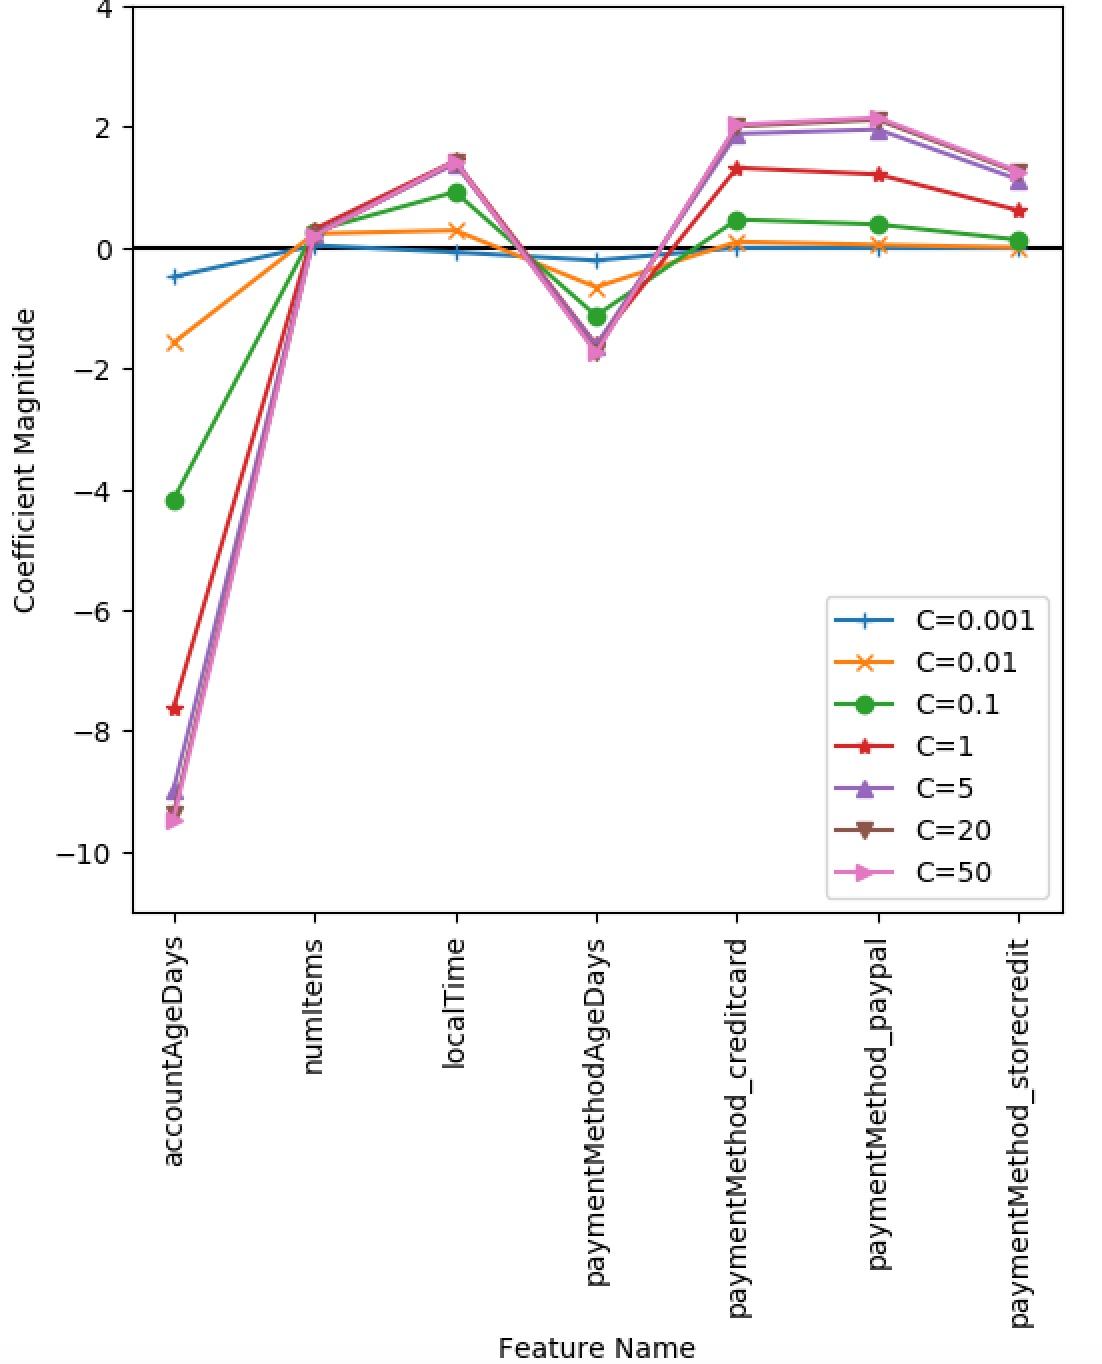 4
2
0
−2
−4
−6
−8
−10
Coefficient Magnitude
C=0.001
C=0.01
C=0.1
C=1
C=5
C=20
C=50
accountAgeDays
numItems
localTime
paymentMethodAgeDays
paymentMethod_creditcard
paymentMethod_paypal
paymentMethod_storecredit
Feature Name